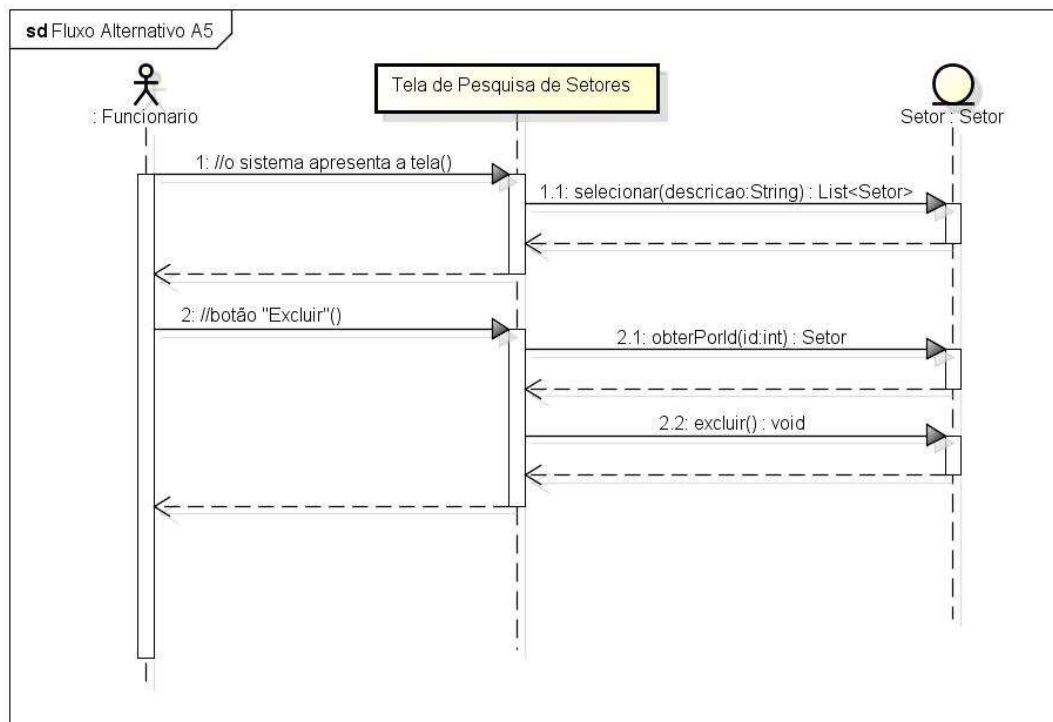 sd Fluxo Alternativo A5
: Funcionario
Tela de Pesquisa de Setores
Setor : Setor
1: //o sistema apresenta a tela()
1.1: selecionar(descricao:String) : List<Setor>
2: //botão "Excluir"()
2.1: obterPorId(id:int) : Setor
2.2: excluir() : void